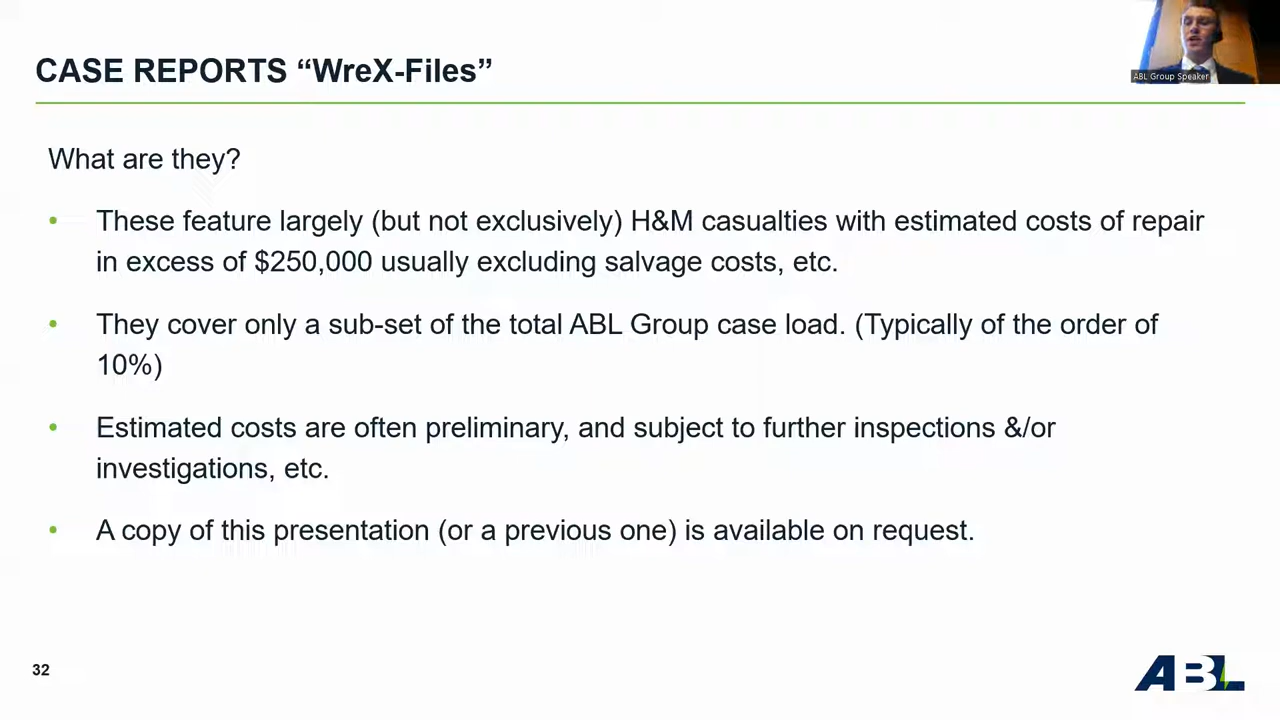 CASE REPORTS “WreX-Files”
ABL Group Speaker
What are they?
• These feature largely (but not exclusively) H&M casualties with estimated costs of repair
in excess of $250,000 usually excluding salvage costs, etc.
• They cover only a sub-set of the total ABL Group case load. (Typically of the order of
10%)
• Estimated costs are often preliminary, and subject to further inspections &/or
investigations, etc.
• A copy of this presentation (or a previous one) is available on request.
32
ABL